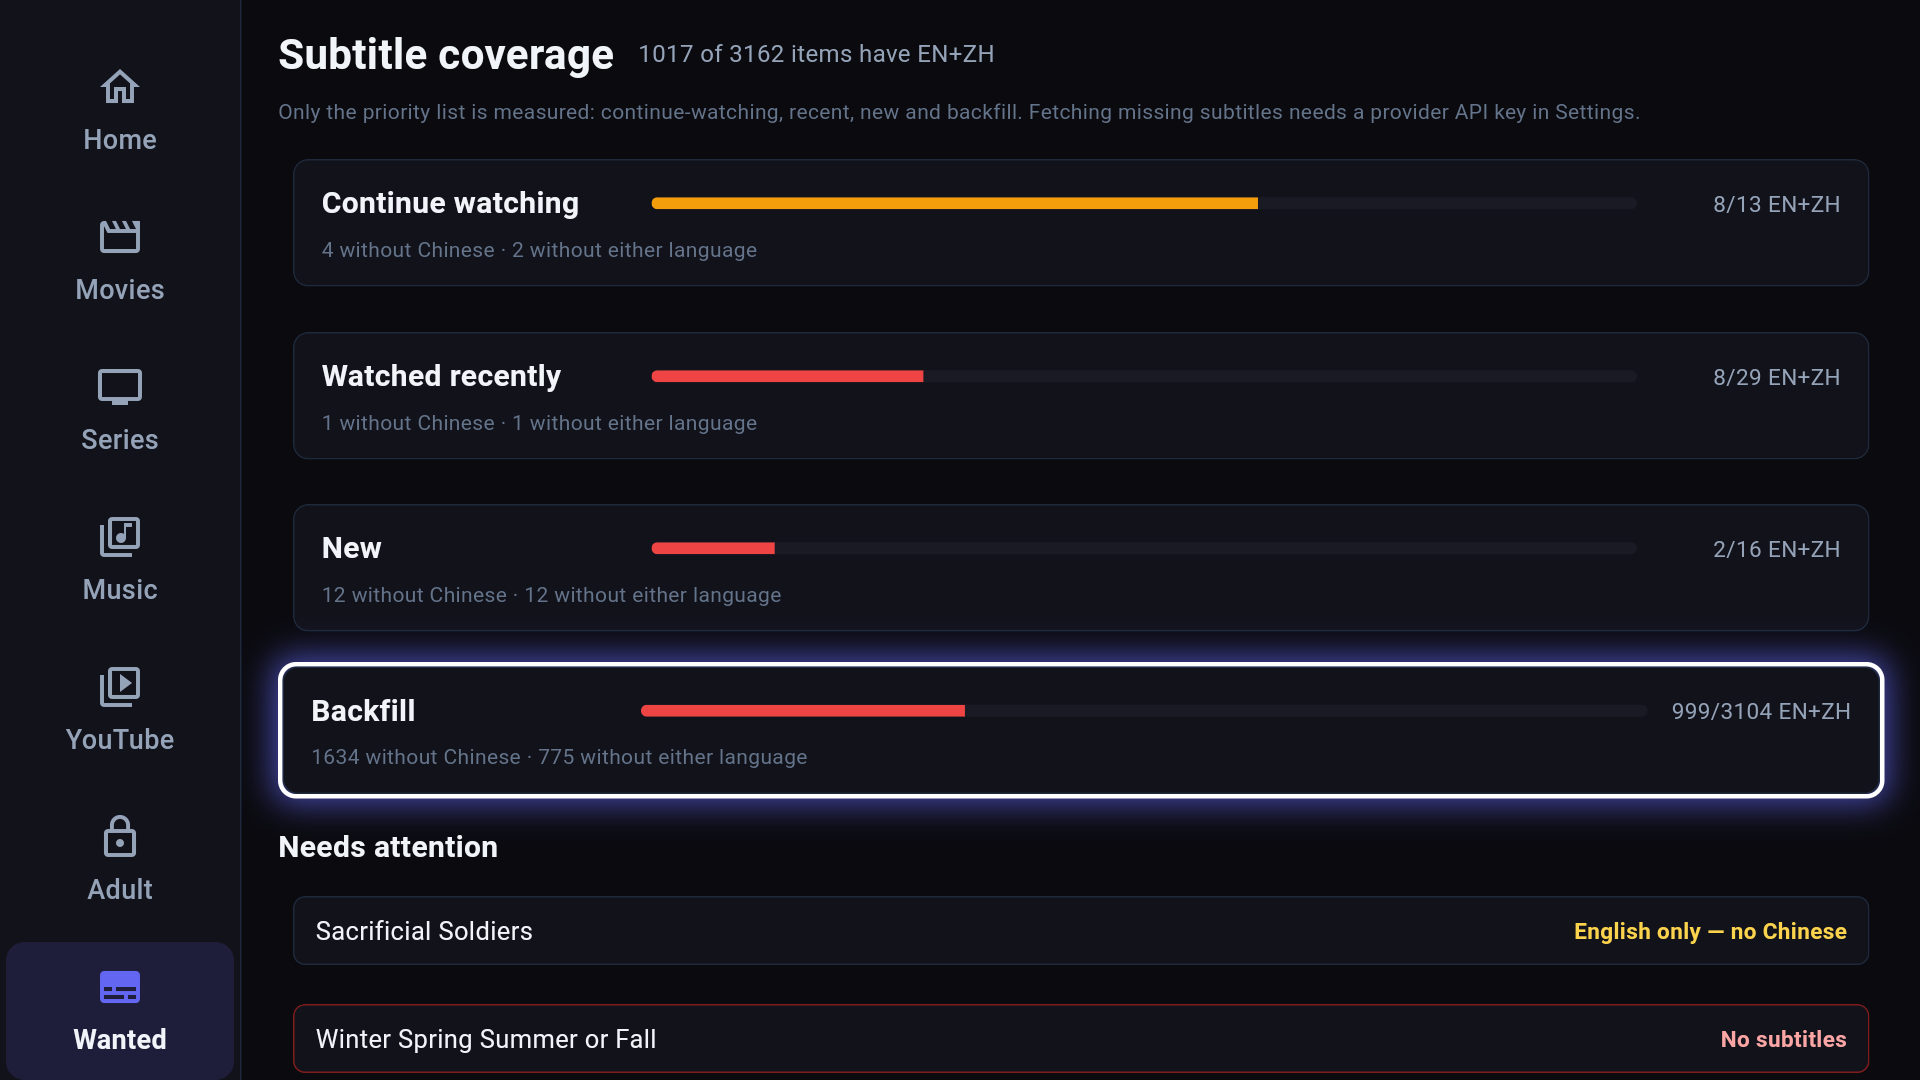 Home
Movies
Series
Music
YouTube
Adult
Wanted
Subtitle coverage 1017 of 3162 items have EN+ZH
Only the priority list is measured: continue-watching, recent, new and backfill. Fetching missing subtitles needs a provider API key in Settings.
Continue watching 8/13 EN+ZH
4 without Chinese · 2 without either language
Watched recently 8/29 EN+ZH
1 without Chinese · 1 without either language
New 2/16 EN+ZH
12 without Chinese · 12 without either language
Backfill 999/3104 EN+ZH
1634 without Chinese · 775 without either language
Needs attention
Sacrificial Soldiers English only — no Chinese
Winter Spring Summer or Fall No subtitles